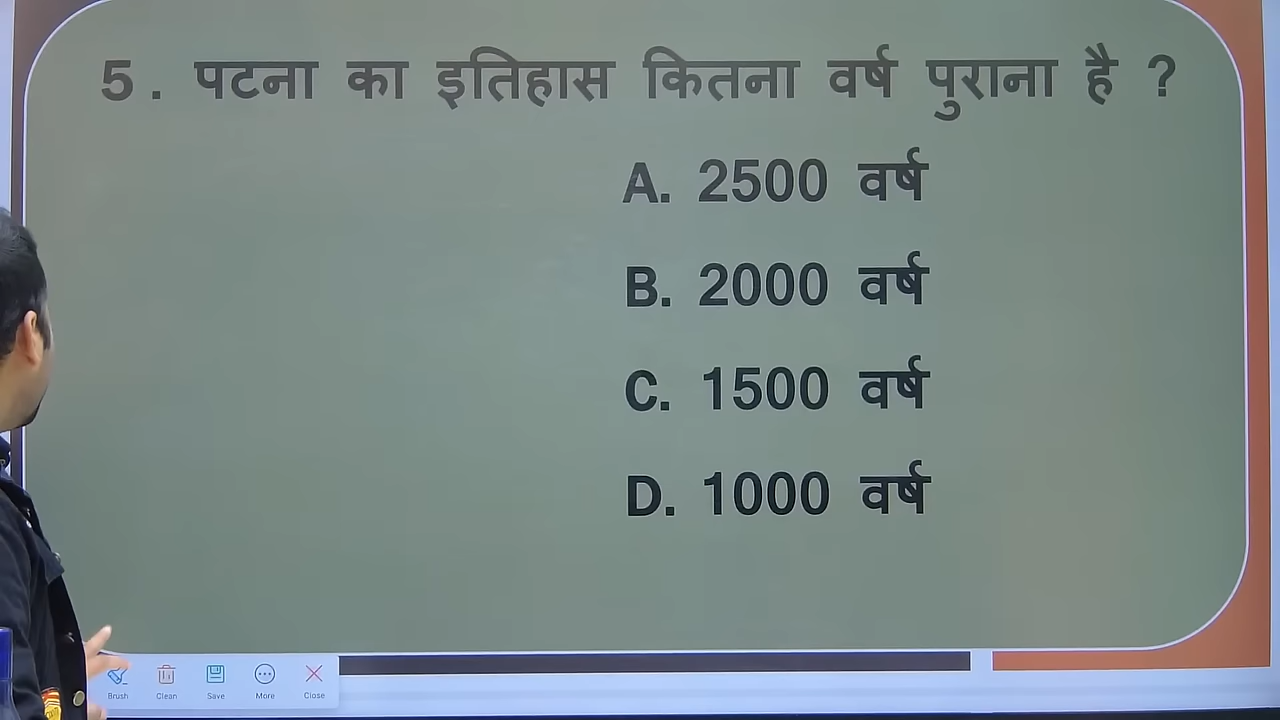 5. पटना का इतिहास कितना वर्ष पुराना है ?
A. 2500 वर्ष
B. 2000 वर्ष
C. 1500 वर्ष
D. 1000 वर्ष
Brush Clean Save More Close